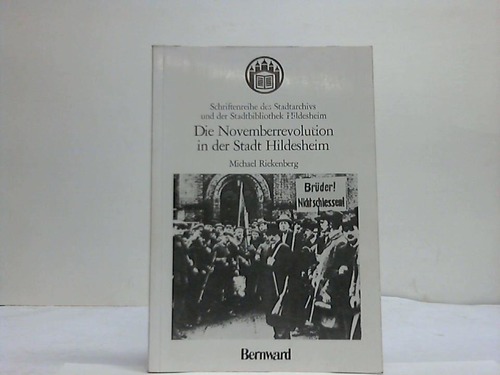 Schriftenreihe des Stadtarchivs
und der Stadtbibliothek Hildesheim
Die Novemberrevolution
in der Stadt Hildesheim
Michael Riekenberg
Brüder!
Nicht schiessen!
Bernward